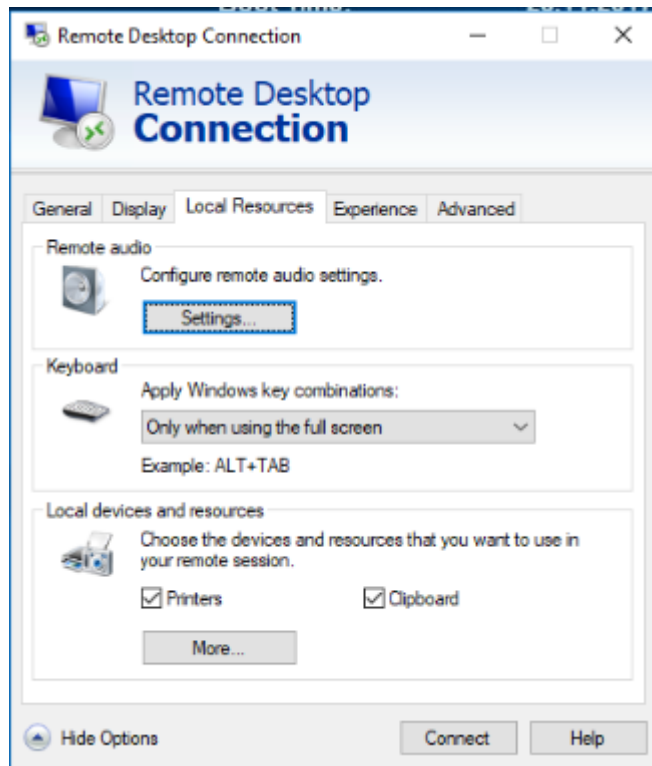 Boot Time:
Remote Desktop Connection
Remote Desktop
Connection
General Display Local Resources Experience Advanced
Remote audio
Configure remote audio settings.
Settings...
Keyboard
Apply Windows key combinations:
Only when using the full screen
Example: ALT+TAB
Local devices and resources
Choose the devices and resources that you want to use in
your remote session.
Printers Clipboard
More...
Hide Options Connect Help